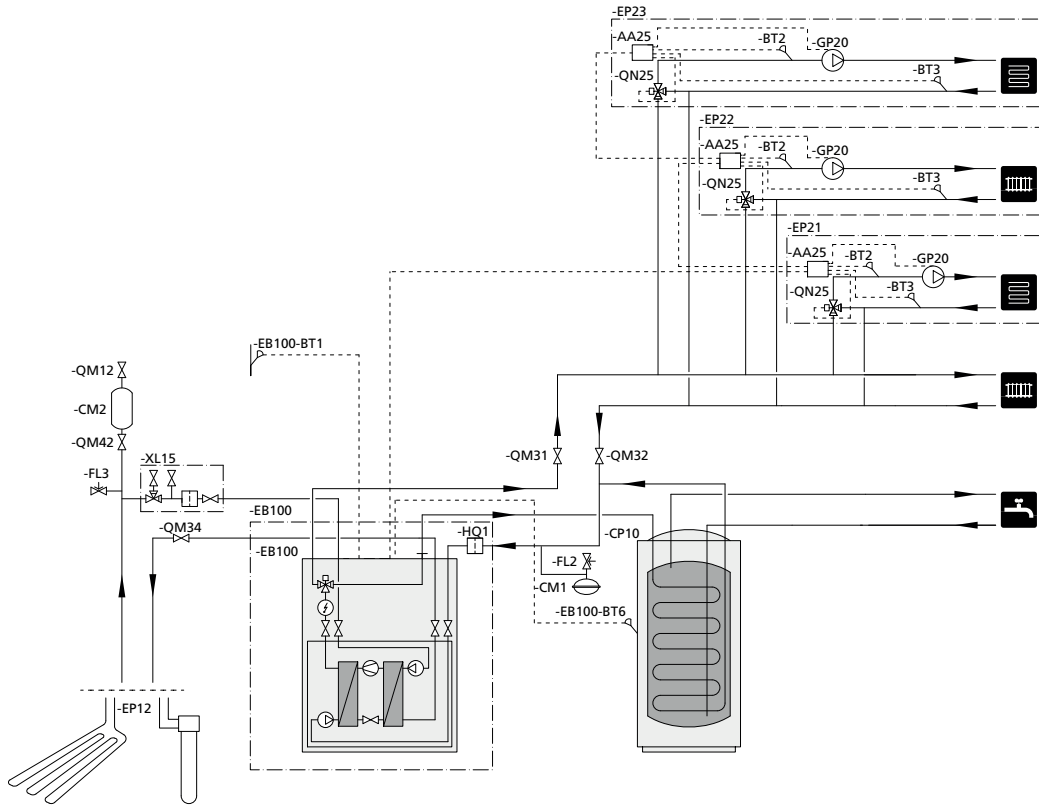 -EP23
-AA25
-BT2
-GP20
-QN25
-BT3
-EP22
-AA25
-BT2
-GP20
-QN25
-BT3
-EP21
-AA25
-BT2
-GP20
-QN25
-BT3
-EB100-BT1
-QM12
-CM2
-QM42
-XL15
-FL3
-QM31
-QM32
-QM34
-EB100
-EB100
-HQ1
-CP10
-FL2
-CM1
-EB100-BT6
-EP12